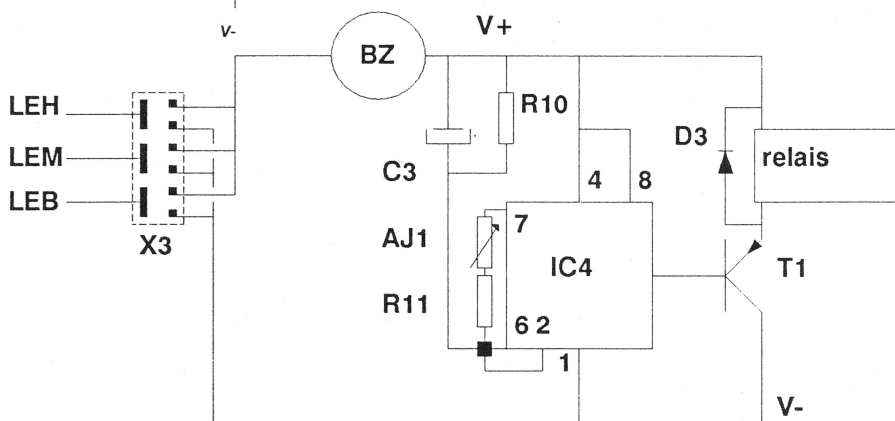 V-
V+
BZ
LEH
R10
D3
relais
LEM
C3
4
8
LEB
X3
AJ1
7
IC4
T1
R11
6 2
1
V-